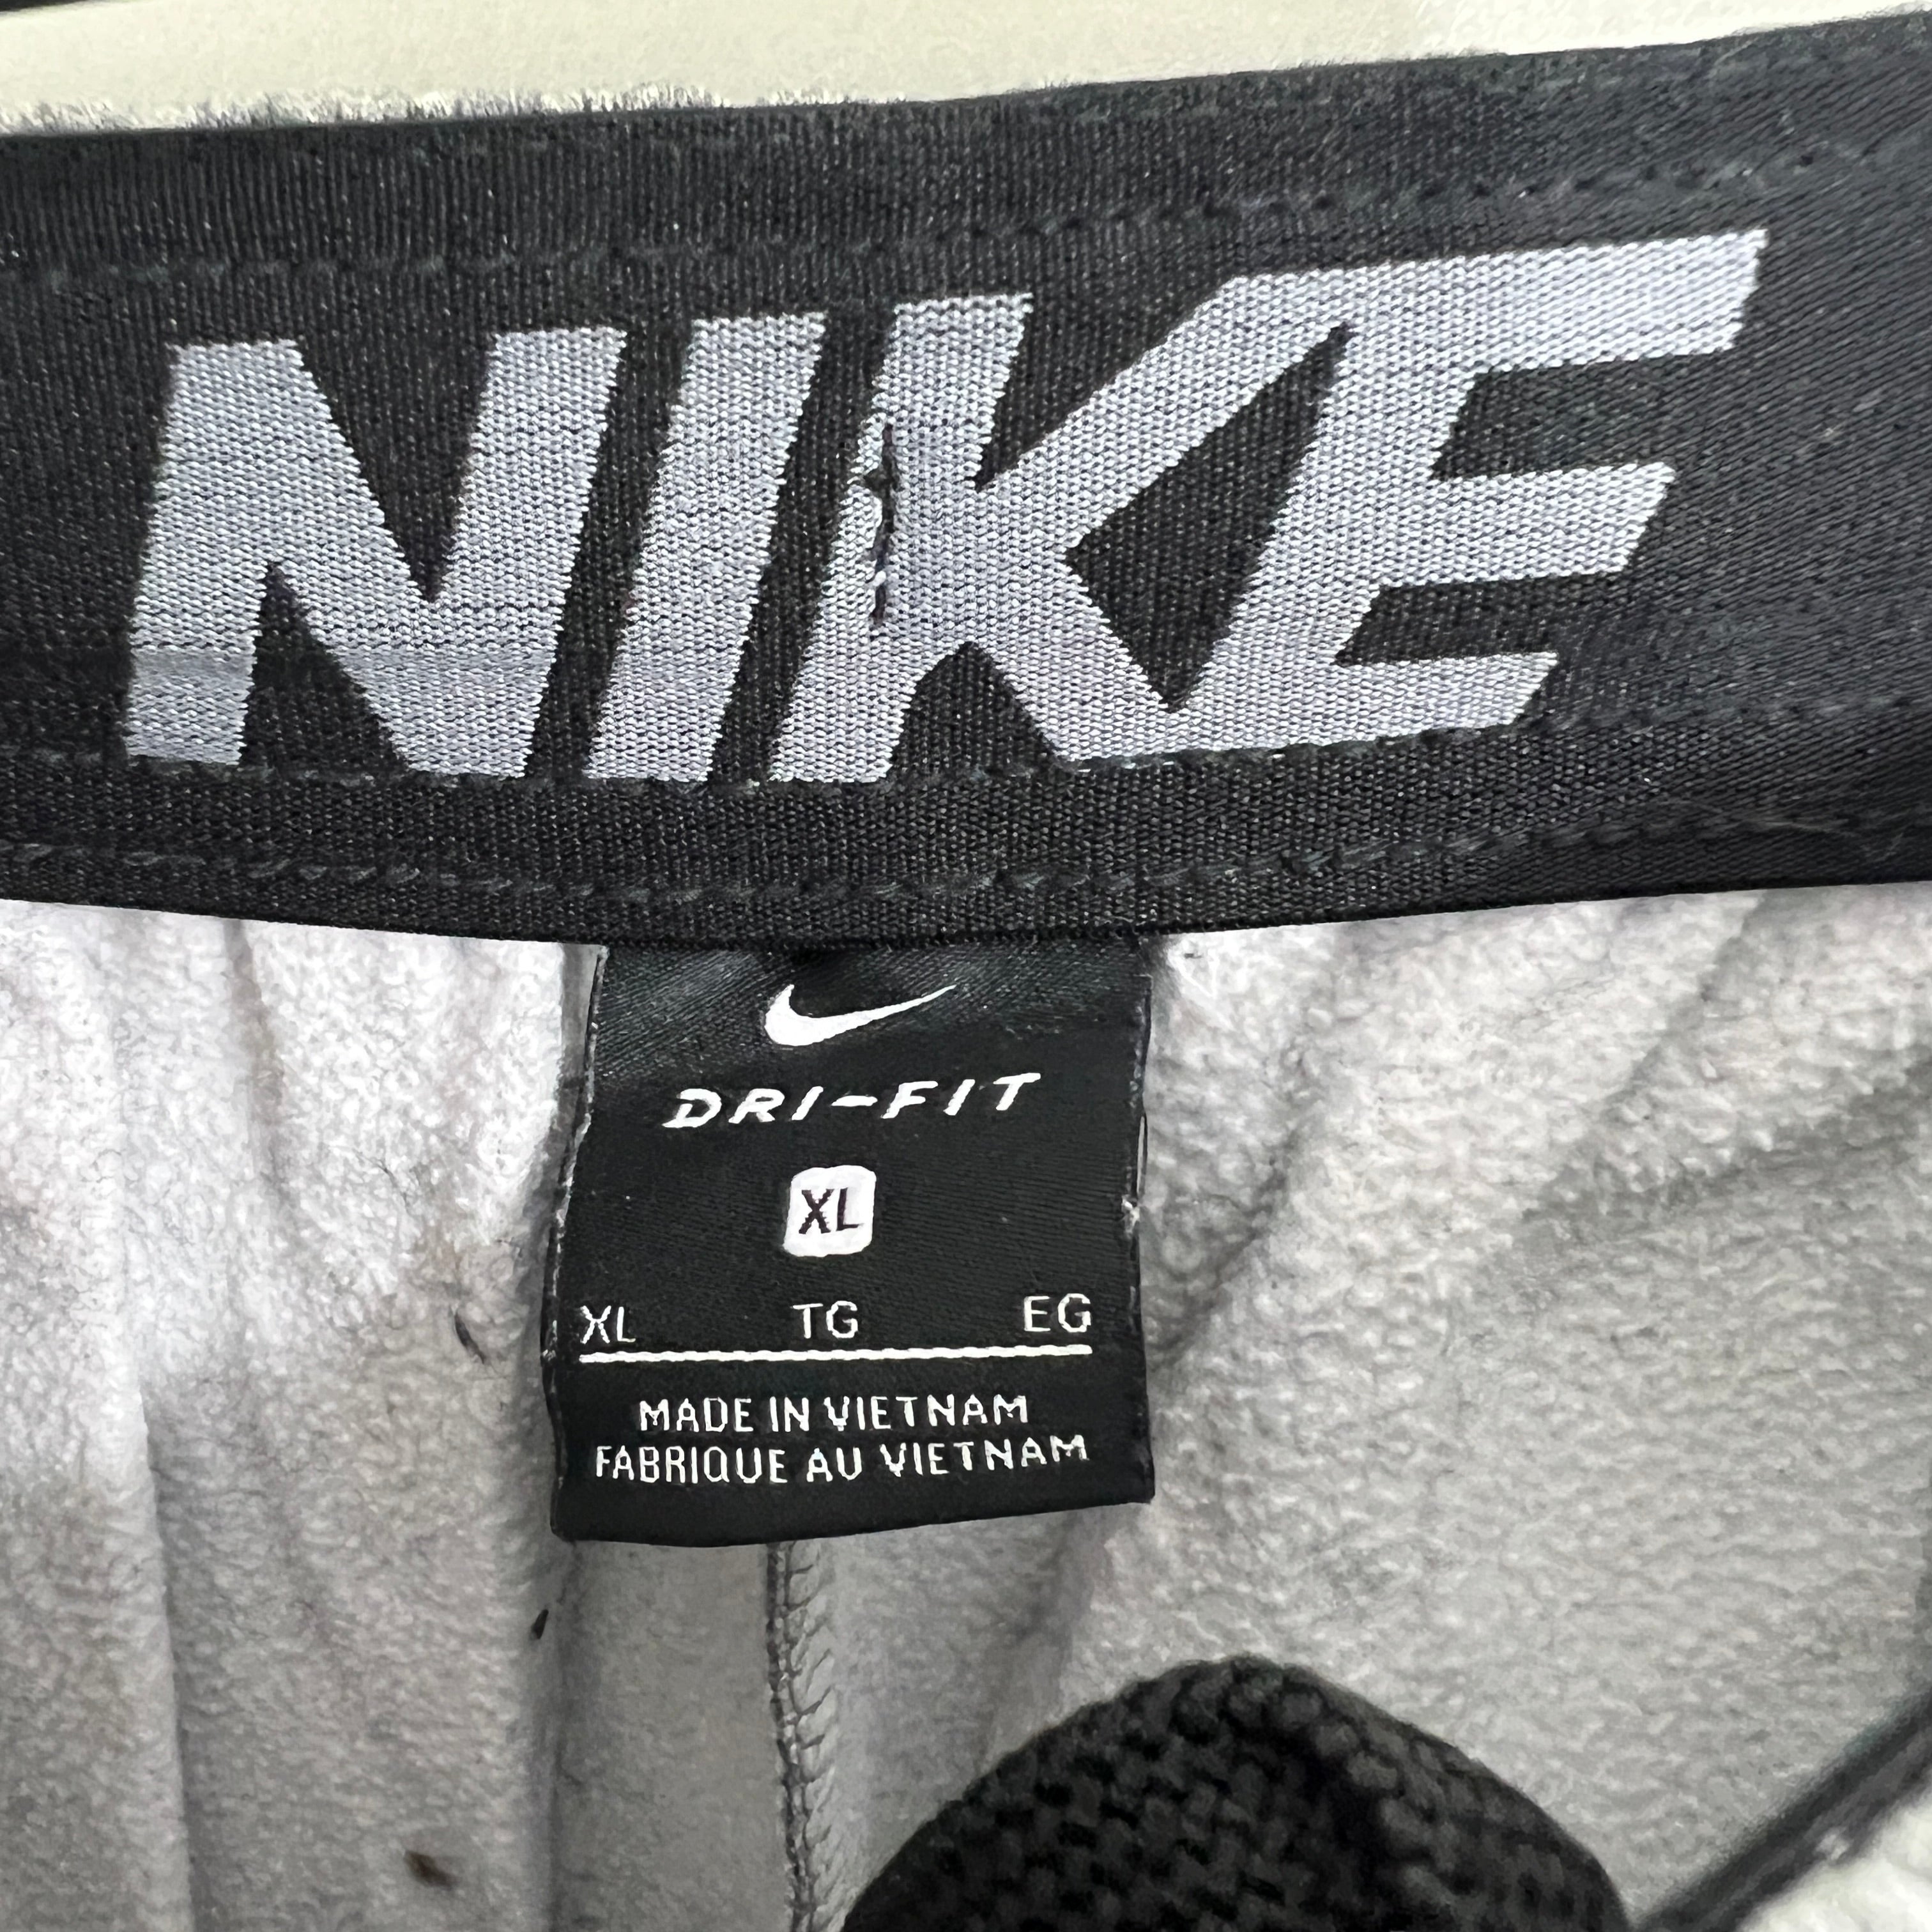 NIKE
DRI-FIT
XL
XL TG EG
MADE IN VIETNAM
FABRIQUE AU VIETNAM